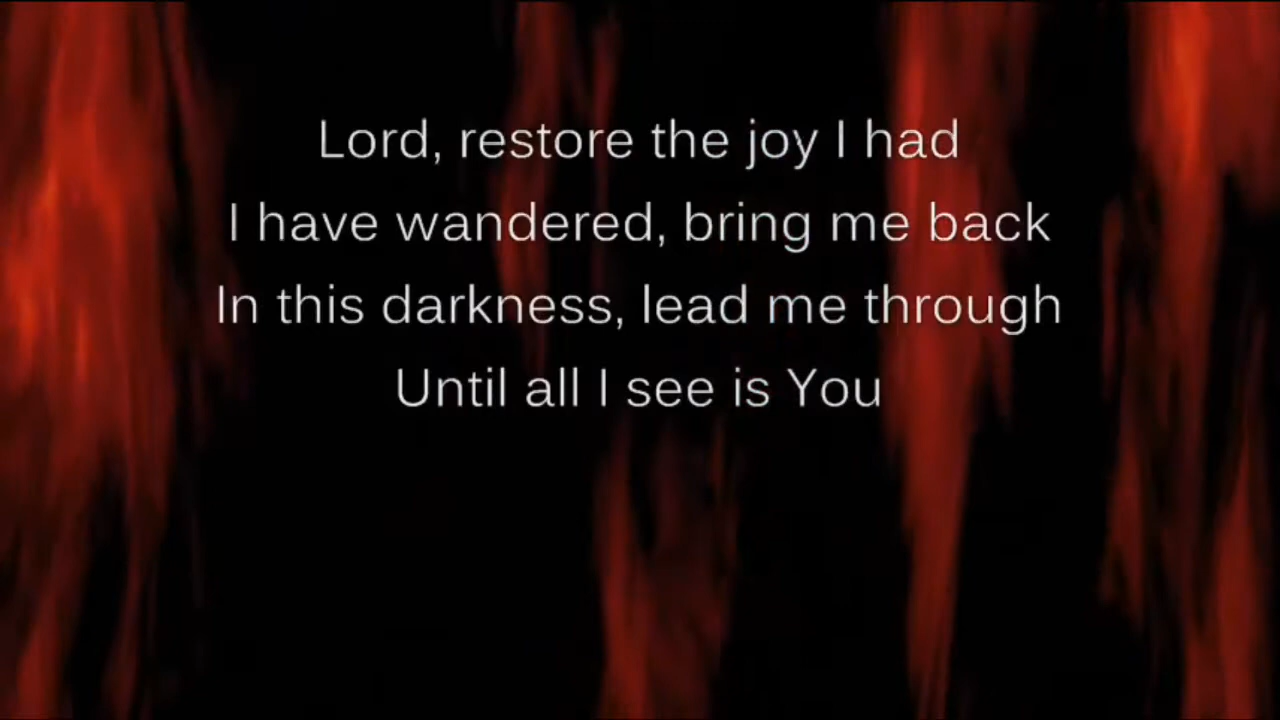 Lord, restore the joy I had
I have wandered, bring me back
In this darkness, lead me through
Until all I see is You